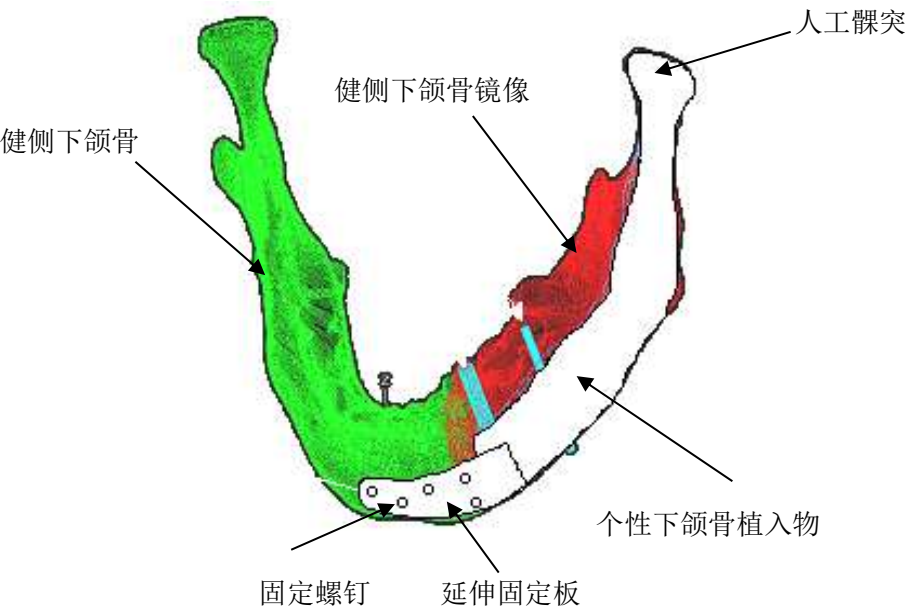 人工髁突
健侧下颌骨镜像
健侧下颌骨
个性下颌骨植入物
固定螺钉
延伸固定板